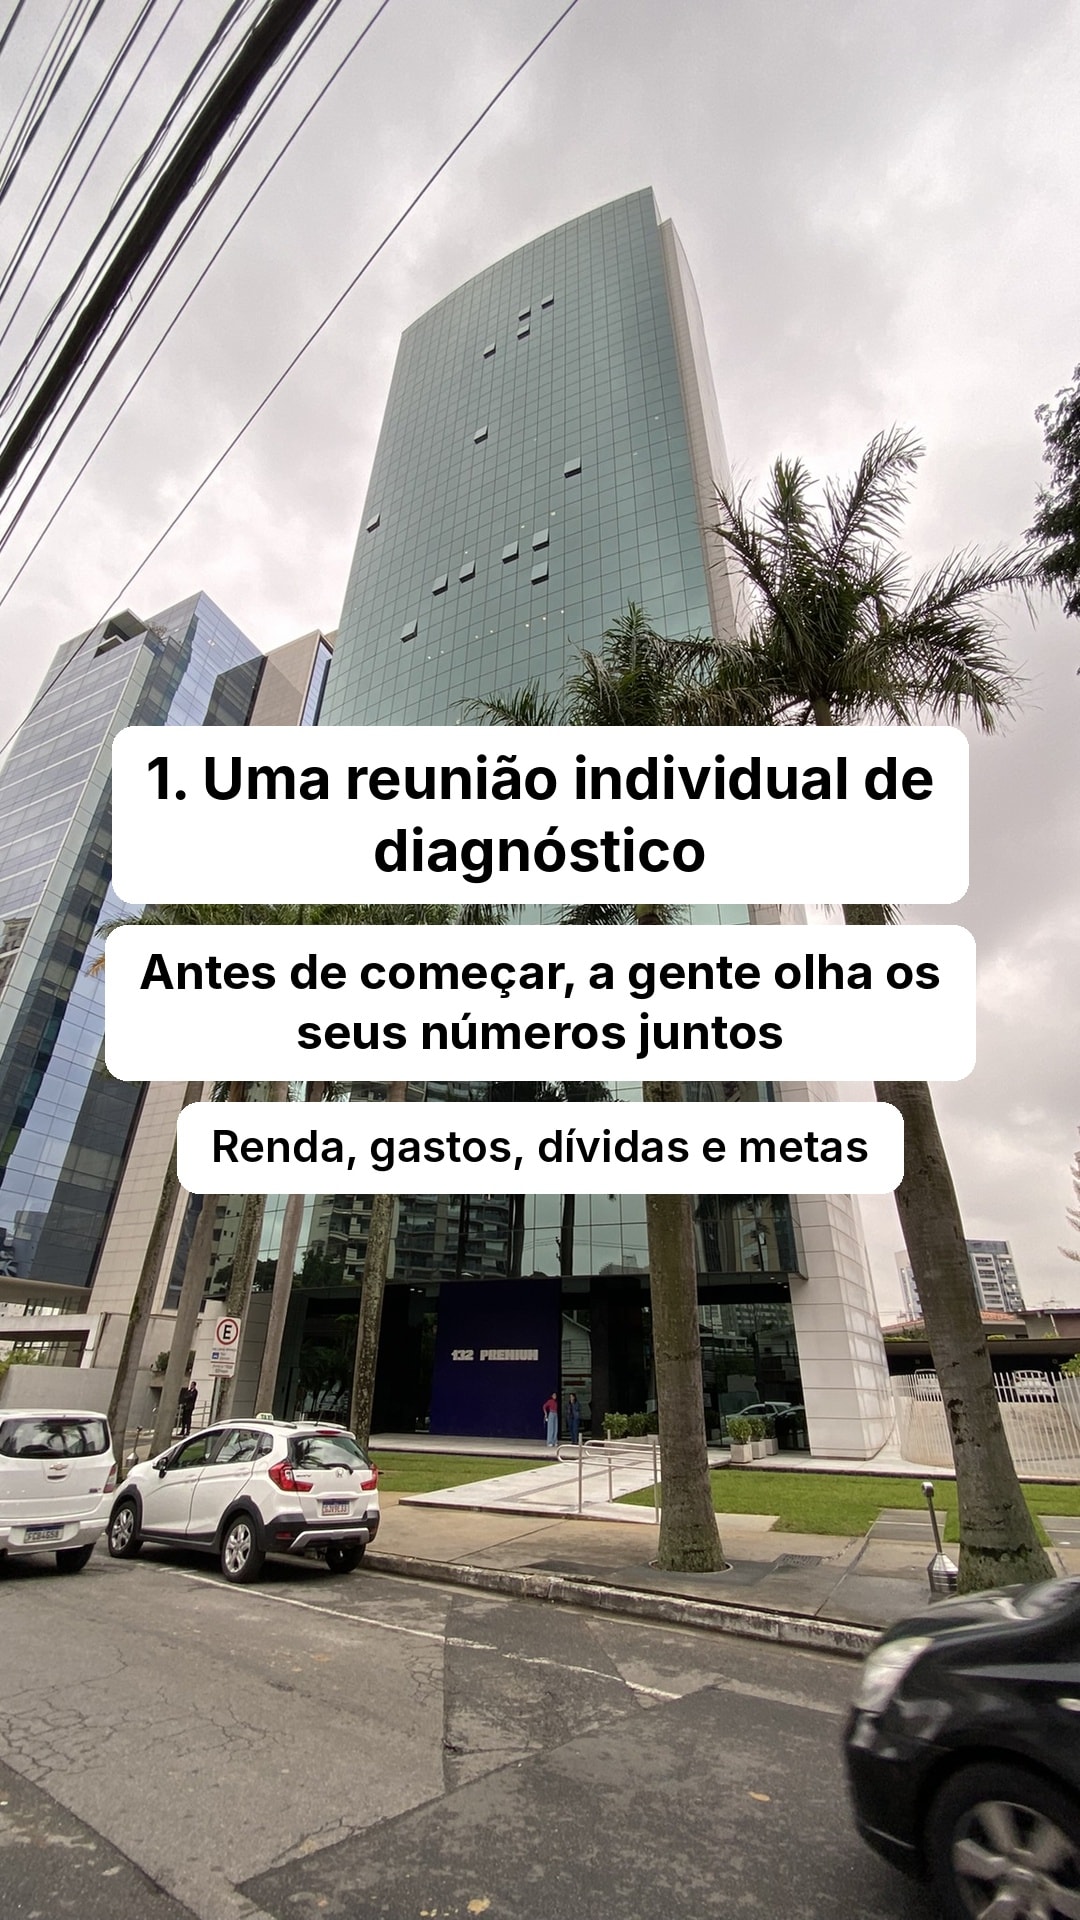 1. Uma reunião individual de
diagnóstico
Antes de começar, a gente olha os
seus números juntos
Renda, gastos, dívidas e metas
E
132 PREMIUM
TAXI